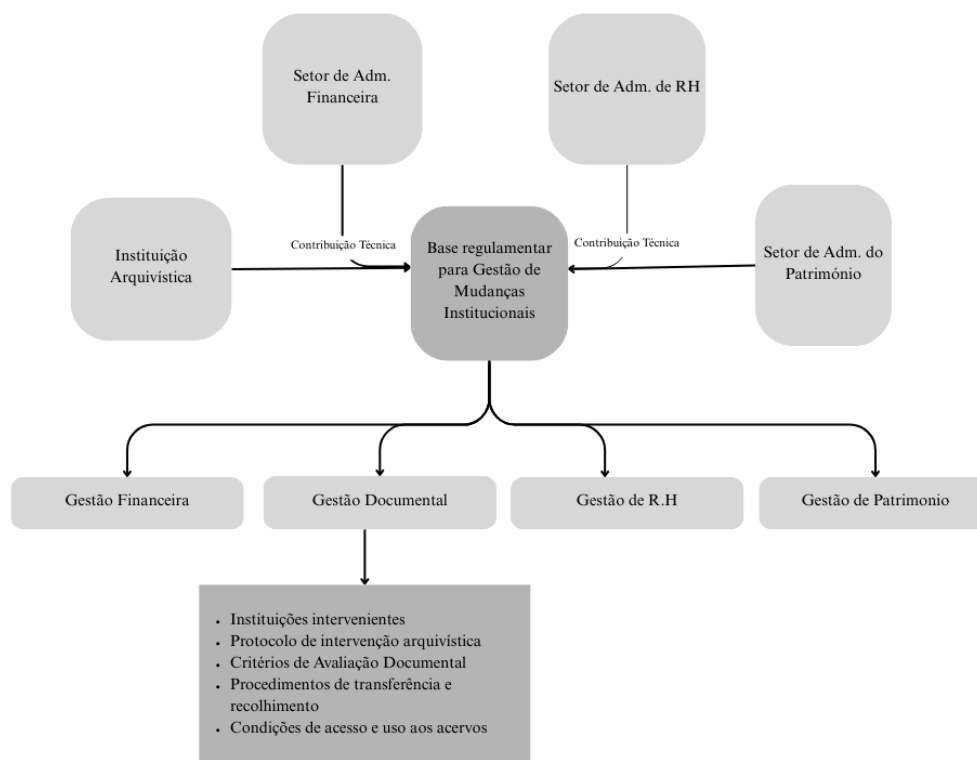 Setor de Adm.
Financeira
Setor de Adm. de RH
Instituição
Arquivística
Contribuição Técnica
Base regulamentar
para Gestão de
Mudanças
Institucionais
Contribuição Técnica
Setor de Adm. do
Património
Gestão Financeira
Gestão Documental
Gestão de R.H
Gestão de Patrimonio
• Instituições intervenientes
• Protocolo de intervenção arquivística
• Critérios de Avaliação Documental
• Procedimentos de transferência e
recolhimento
• Condições de acesso e uso aos acervos